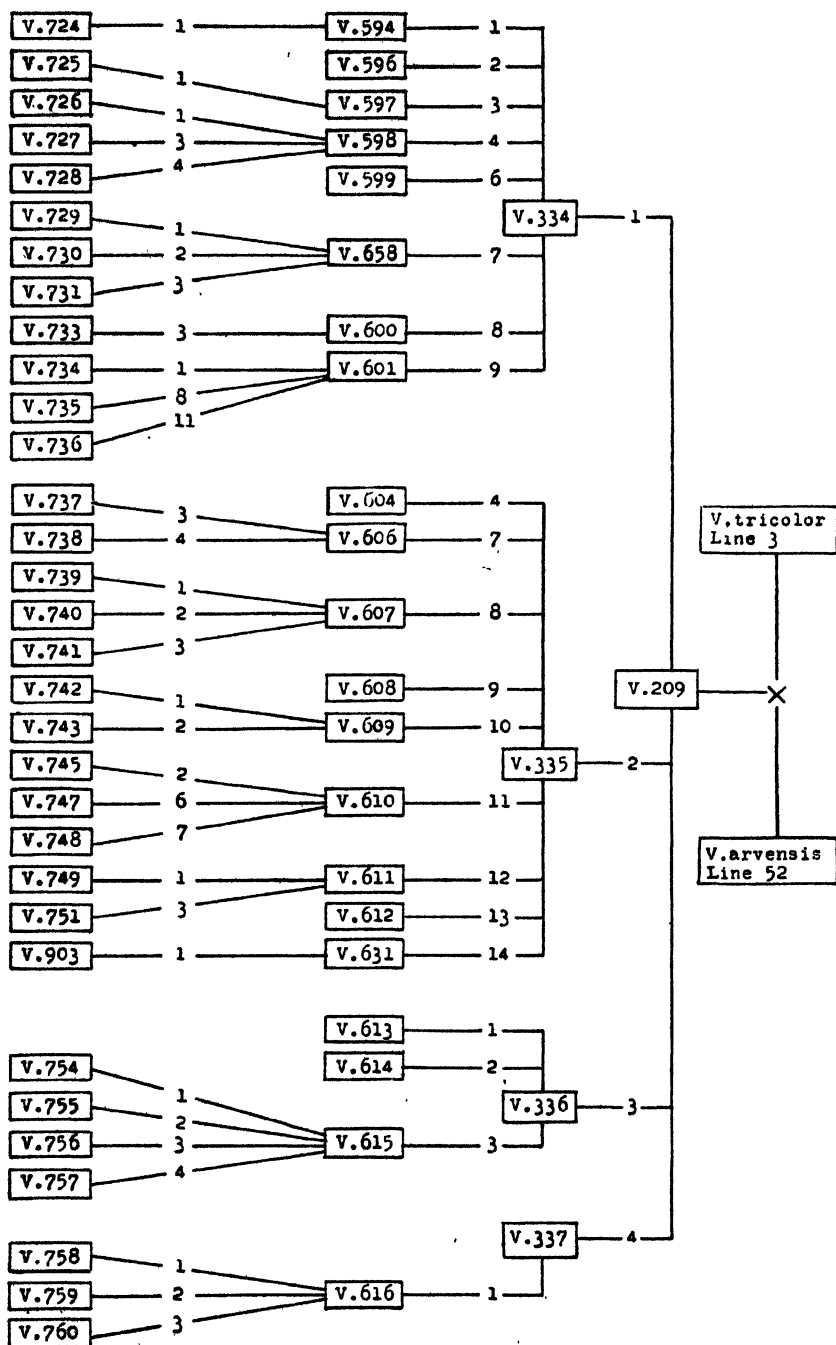 V.724 1 V.594 1
V.725 1 V.596 2
V.726 1 V.597 3
V.727 3 V.598 4
V.728 4 V.599 6
V.729 1 V.334 1
V.730 2 V.658 7
V.731 3
V.733 3 V.600 8
V.734 1 V.601 9
V.735 8
V.736 11
V.737 3 V.604 4
V.738 4 V.606 7
V.tricolor
Line 3
V.739 1
V.740 2 V.607 8
V.741 3
V.742 1 V.608 9 V.209 X
V.743 2 V.609 10
V.745 2 V.335 2
V.747 6 V.610 11
V.748 7
V.arvensis
Line 52
V.749 1 V.611 12
V.751 3 V.612 13
V.903 1 V.631 14
V.613 1
V.754 1 V.614 2
V.755 2 V.336 3
V.756 3 V.615 3
V.757 4
V.337 4
V.758 1
V.759 2 V.616 1
V.760 3